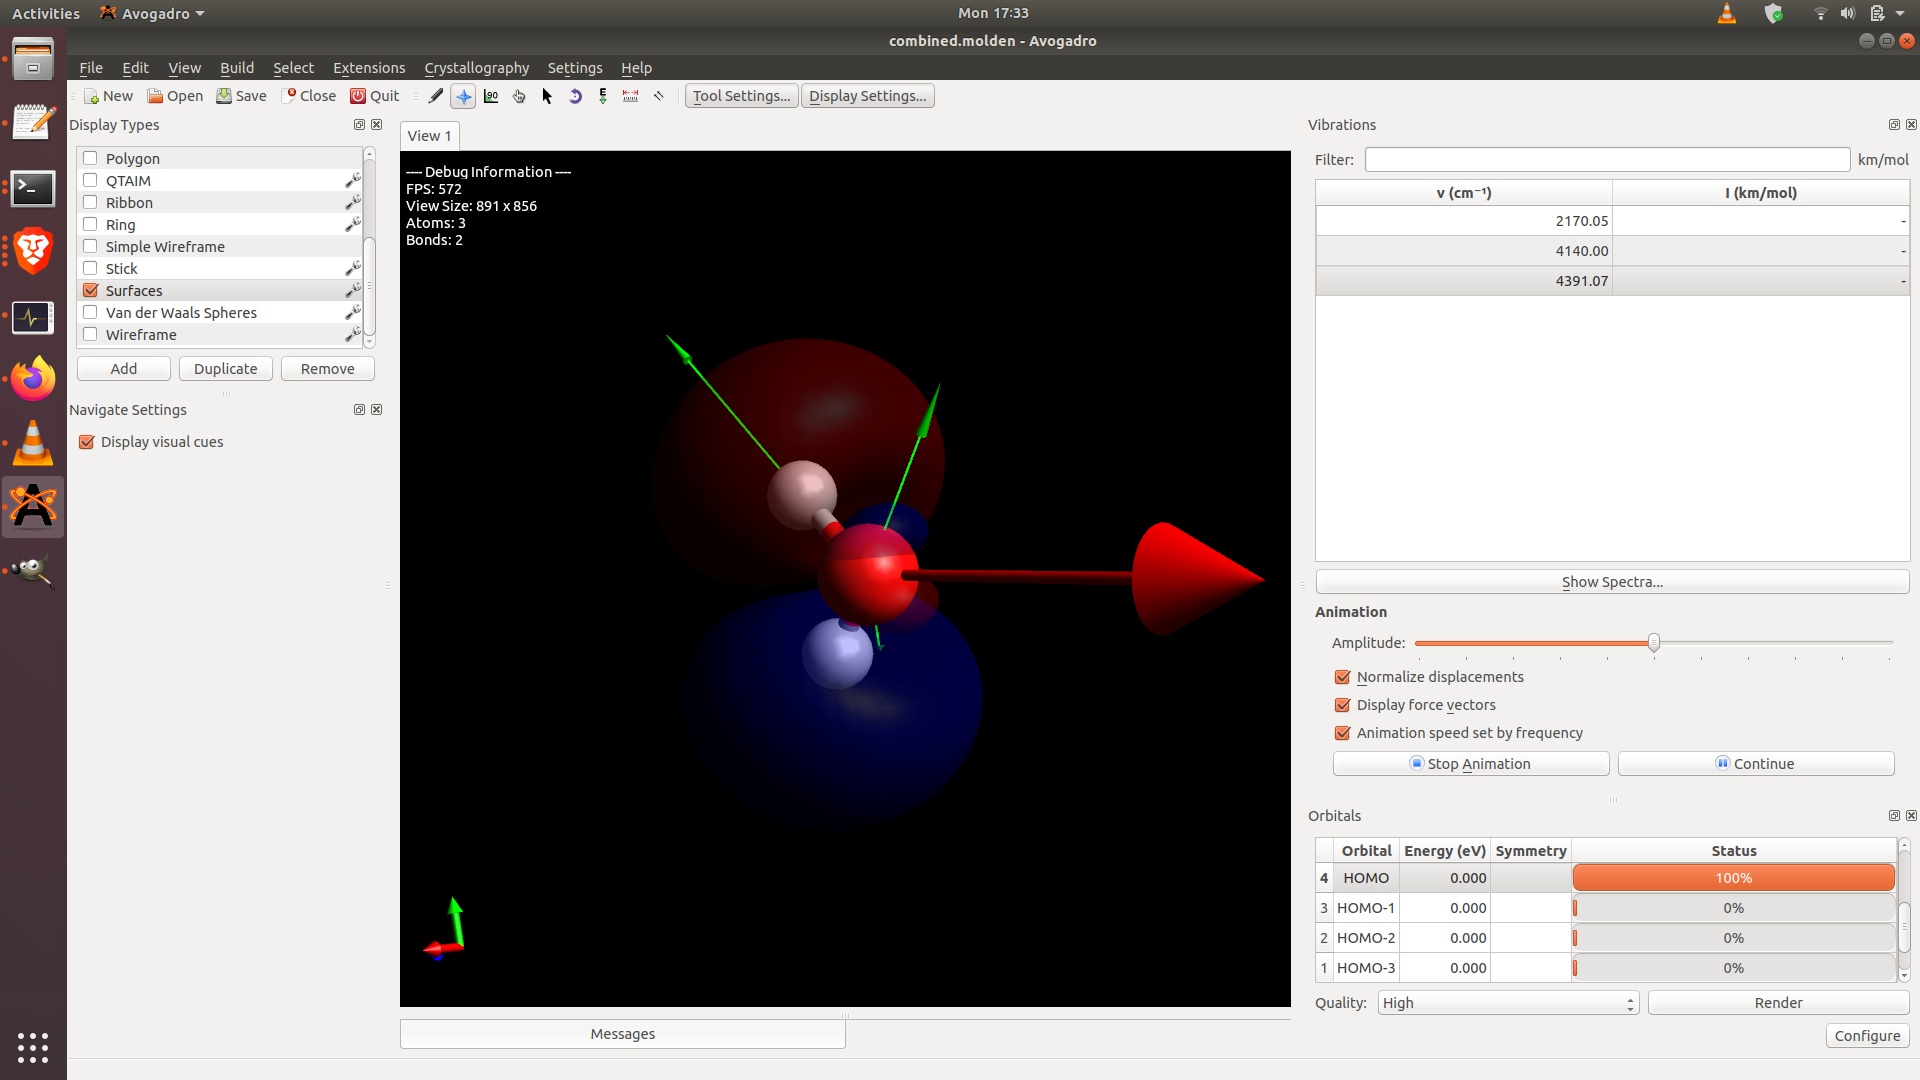 Activities
Avogadro
Mon 17:33
combined.molden - Avogadro
File Edit View Build Select Extensions Crystallography Settings Help
New Open Save Close Quit 90 E Tool Settings... Display Settings...
Display Types
Polygon
QTAIM
Ribbon
Ring
Simple Wireframe
Stick
Surfaces
Van der Waals Spheres
Wireframe
Add Duplicate Remove
Navigate Settings
Display visual cues
View 1
---- Debug Information ----
FPS: 572
View Size: 891 x 856
Atoms: 3
Bonds: 2
Messages
Vibrations
Filter: km/mol
v (cm⁻¹) I (km/mol)
2170.05 -
4140.00 -
4391.07 -
Show Spectra...
Animation
Amplitude:
Normalize displacements
Display force vectors
Animation speed set by frequency
Stop Animation Continue
Orbitals
Orbital Energy (eV) Symmetry Status
4 HOMO 0.000 100%
3 HOMO-1 0.000 0%
2 HOMO-2 0.000 0%
1 HOMO-3 0.000 0%
Quality: High Render
Configure